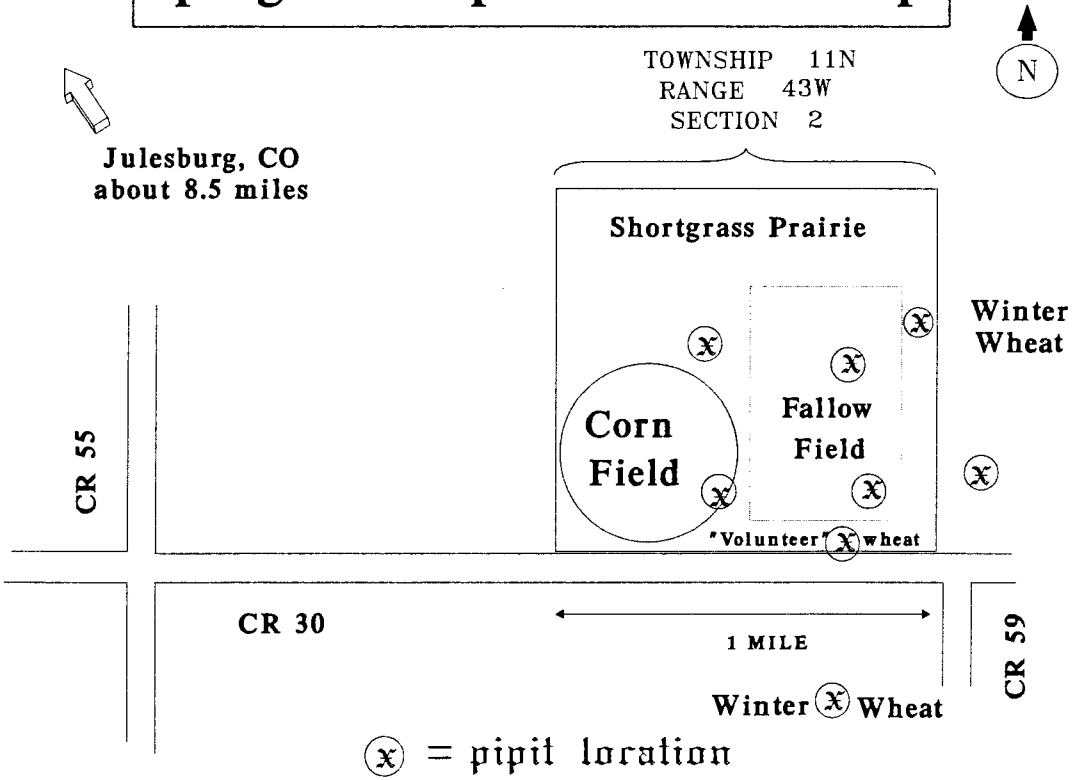 N
TOWNSHIP 11N
RANGE 43W
SECTION 2
Julesburg, CO
about 8.5 miles
Shortgrass Prairie
Winter
Wheat
x
x
x
Fallow
Field
Corn
Field
x
x
x
CR 55
"Volunteer" x wheat
CR 30
1 MILE
CR 59
Winter x Wheat
x = pipit location